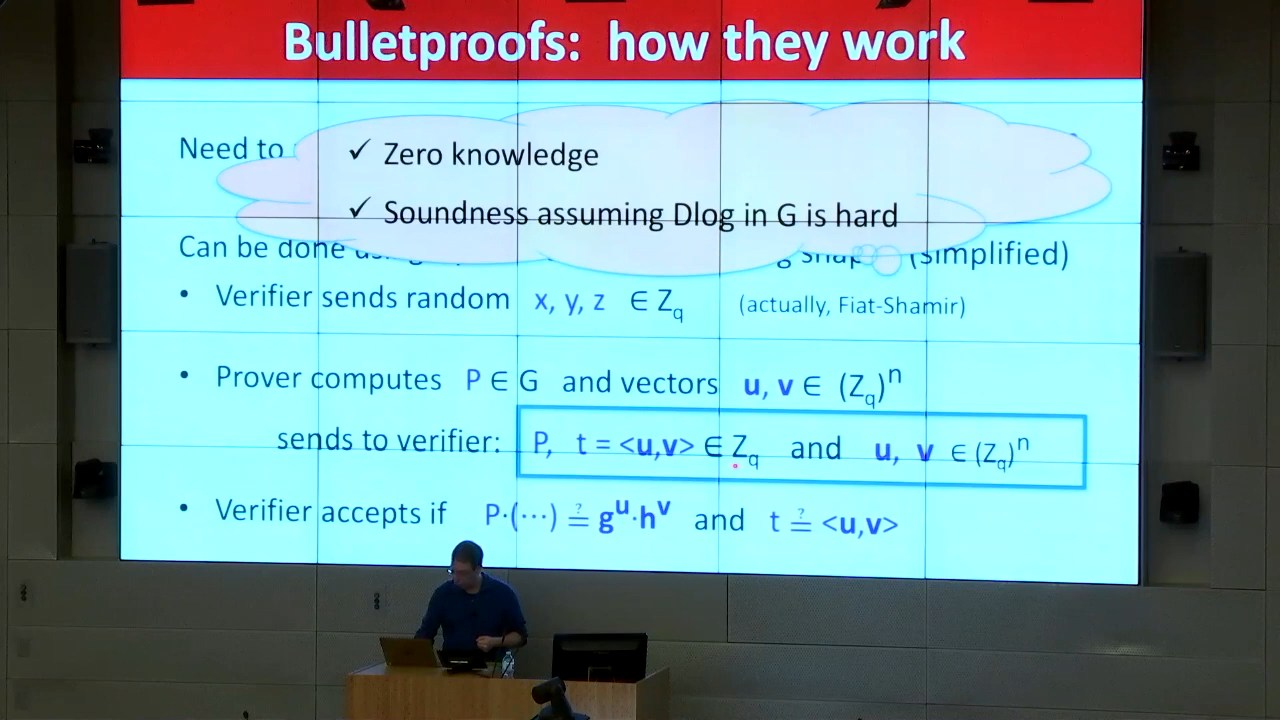 Bulletproofs: how they work
Need to
✓ Zero knowledge
✓ Soundness assuming Dlog in G is hard
Can be done (simplified)
• Verifier sends random x, y, z ∈ Z_q (actually, Fiat-Shamir)
• Prover computes P ∈ G and vectors u, v ∈ (Z_q)^n
sends to verifier: P, t = <u,v> ∈ Z_q and u, v ∈ (Z_q)^n
• Verifier accepts if P·(⋯) ≟ g^u·h^v and t ≟ <u,v>